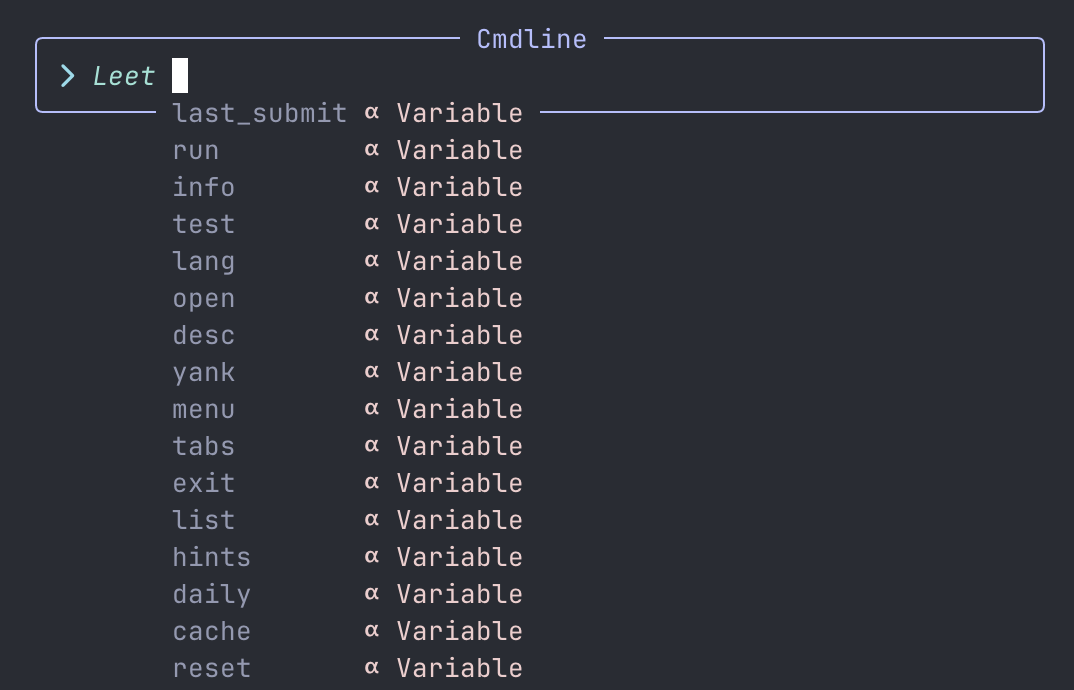 Cmdline
❯ Leet
last_submit α Variable
run α Variable
info α Variable
test α Variable
lang α Variable
open α Variable
desc α Variable
yank α Variable
menu α Variable
tabs α Variable
exit α Variable
list α Variable
hints α Variable
daily α Variable
cache α Variable
reset α Variable